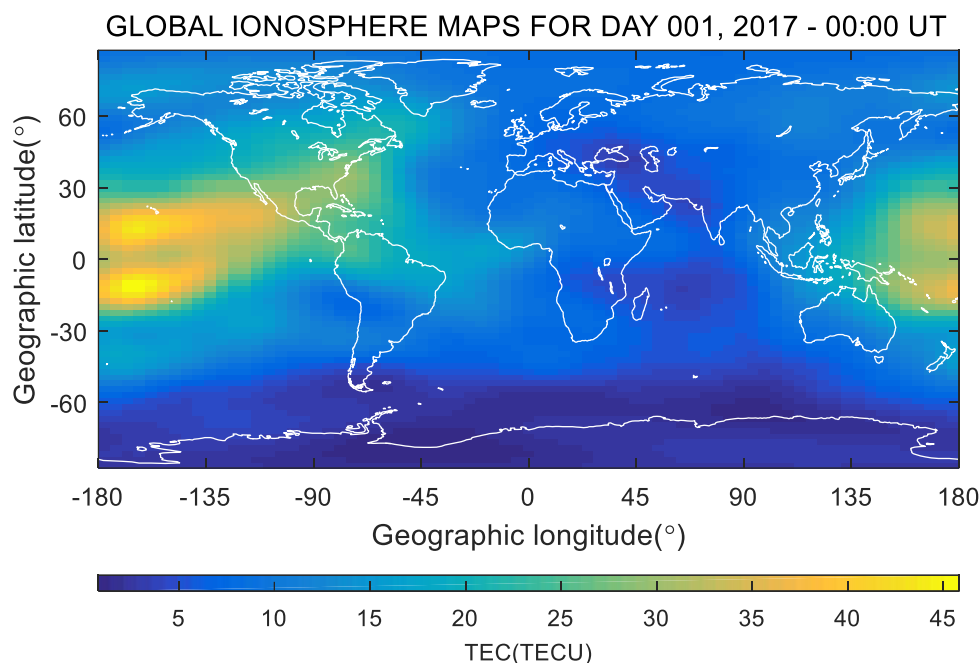 GLOBAL IONOSPHERE MAPS FOR DAY 001, 2017 - 00:00 UT
60
30
0
-30
-60
Geographic latitude(°)
-180 -135 -90 -45 0 45 90 135 180
Geographic longitude(°)
5 10 15 20 25 30 35 40 45
TEC(TECU)